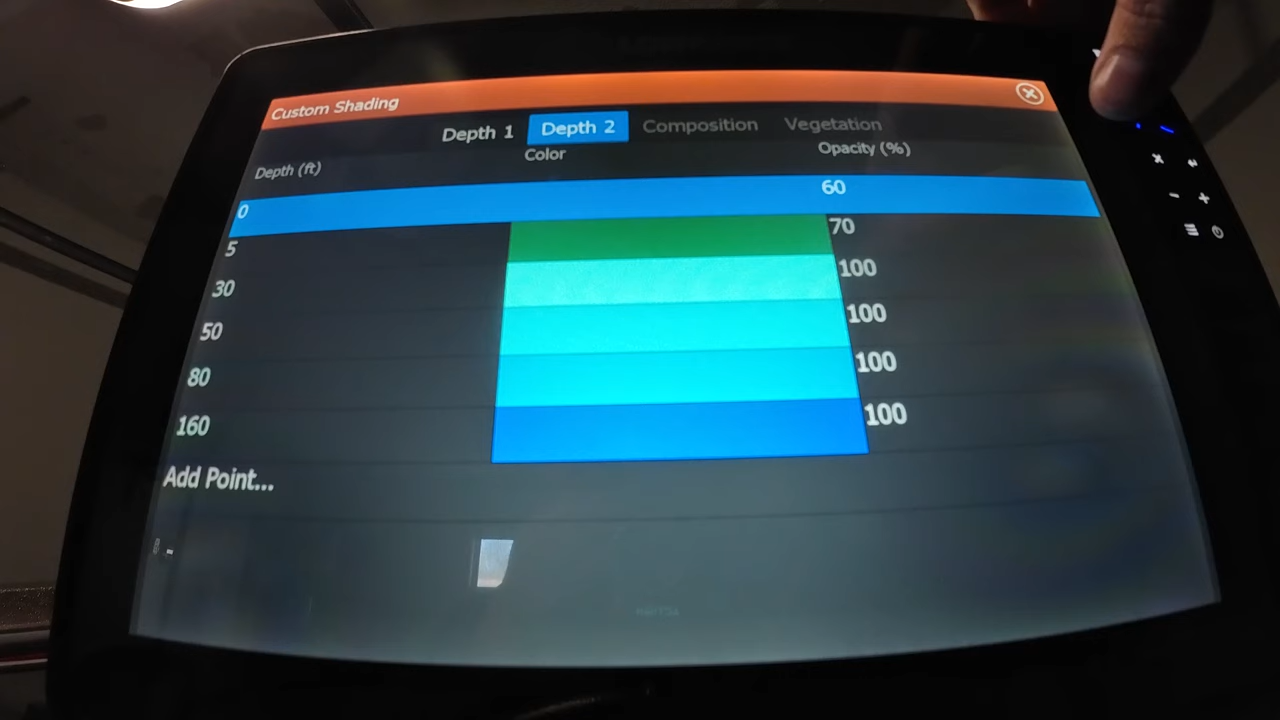 Custom Shading
Depth 1 Depth 2 Composition Vegetation
Depth (ft) Color Opacity (%)
0 60
5 70
30 100
50 100
80 100
160 100
Add Point...